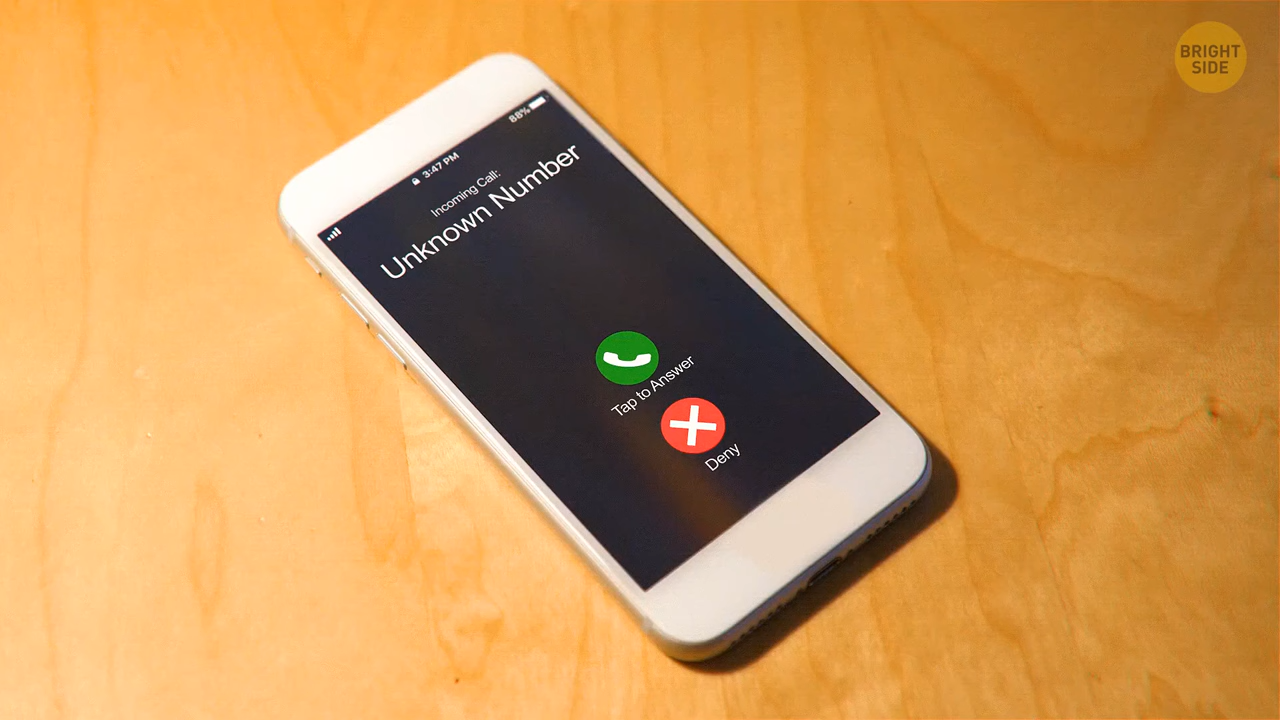 BRIGHT
SIDE
88%
3:47 PM
Incoming Call:
Unknown Number
Tap to Answer
Deny